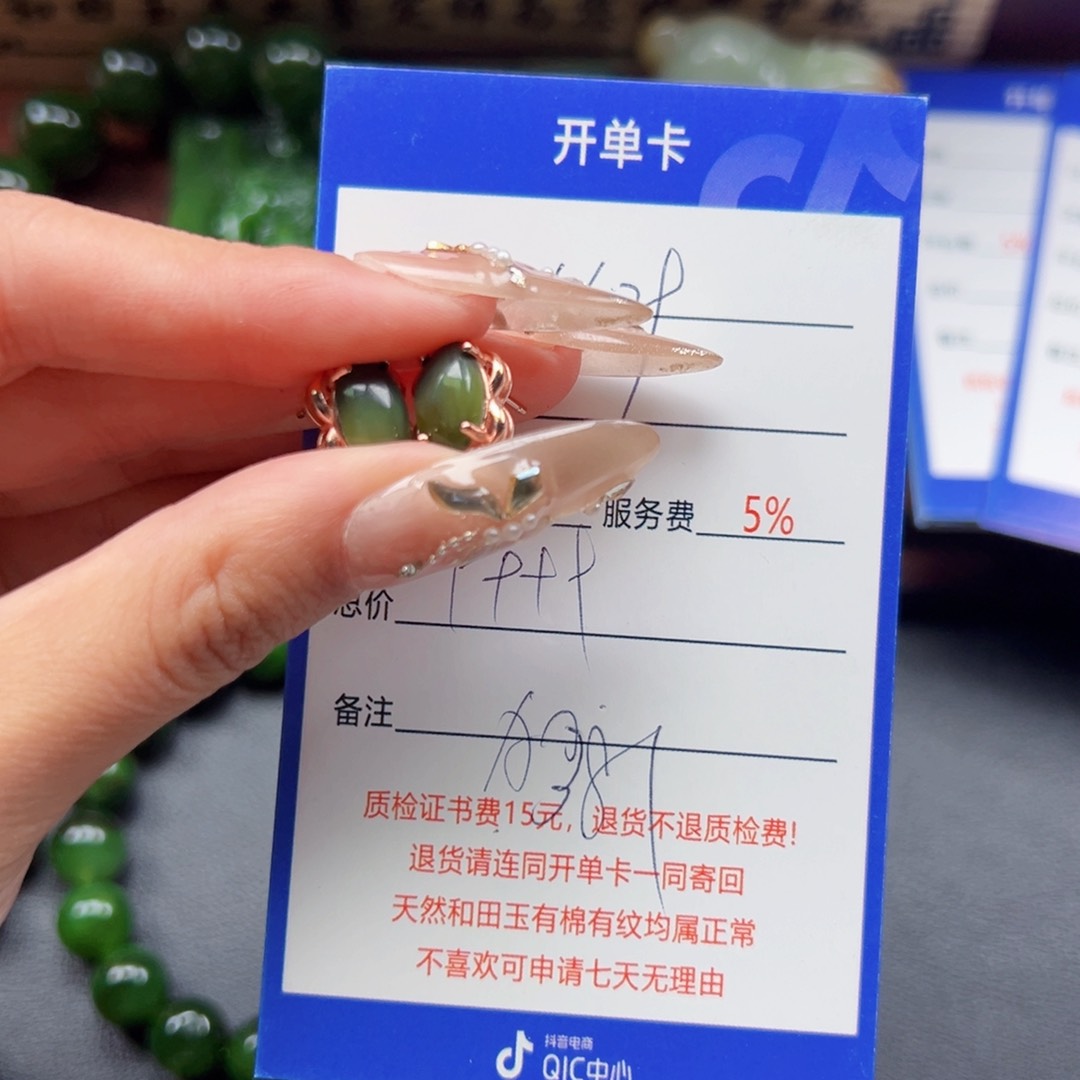 开单卡
服务费 5%
总价
备注
质检证书费15元，退货不退质检费!
退货请连同开单卡一同寄回
天然和田玉有棉有纹均属正常
不喜欢可申请七天无理由
抖音电商
QIC中心